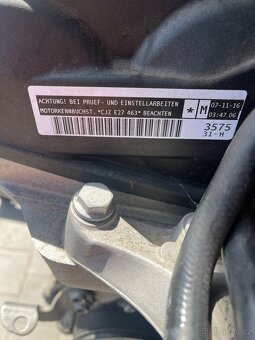 ACHTUNG! BEI PRUEF- UND EINSTELLARBEITEN
MOTORKENNBUCHST. *CJZ E27 463* BEACHTEN
* M
07-11-16
03:47 06
3575
31-H